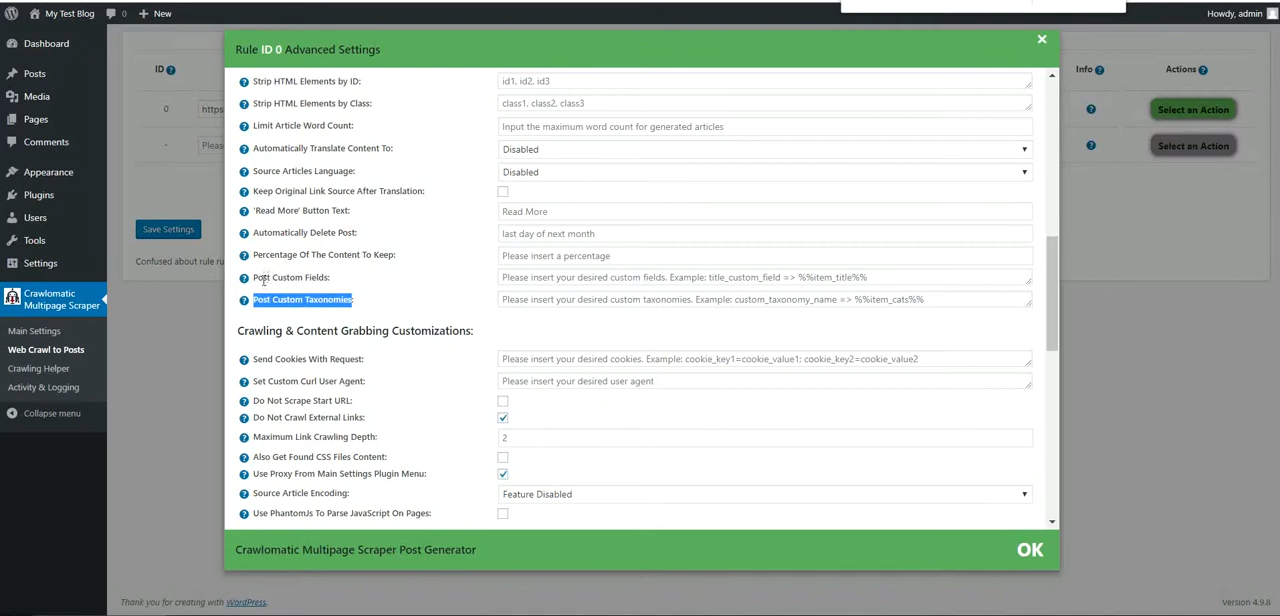 My Test Blog
0
New
Howdy, admin
Dashboard
Posts
Media
Pages
Comments
Appearance
Plugins
Users
Tools
Settings
Crawlomatic
Multipage Scraper
Main Settings
Web Crawl to Posts
Crawling Helper
Activity & Logging
Collapse menu
ID
Info
Actions
0
https
Select an Action
-
Pleas
Select an Action
Save Settings
Confused about rule ru
Rule ID 0 Advanced Settings
Strip HTML Elements by ID:
id1, id2, id3
Strip HTML Elements by Class:
class1, class2, class3
Limit Article Word Count:
Input the maximum word count for generated articles
Automatically Translate Content To:
Disabled
Source Articles Language:
Disabled
Keep Original Link Source After Translation:
'Read More' Button Text:
Read More
Automatically Delete Post:
last day of next month
Percentage Of The Content To Keep:
Please insert a percentage
Post Custom Fields:
Please insert your desired custom fields. Example: title_custom_field => %%item_title%%
Post Custom Taxonomies:
Please insert your desired custom taxonomies. Example: custom_taxonomy_name => %%item_cats%%
Crawling & Content Grabbing Customizations:
Send Cookies With Request:
Please insert your desired cookies. Example: cookie_key1=cookie_value1; cookie_key2=cookie_value2
Set Custom Curl User Agent:
Please insert your desired user agent
Do Not Scrape Start URL:
Do Not Crawl External Links:
Maximum Link Crawling Depth:
2
Also Get Found CSS Files Content:
Use Proxy From Main Settings Plugin Menu:
Source Article Encoding:
Feature Disabled
Use PhantomJs To Parse JavaScript On Pages:
Crawlomatic Multipage Scraper Post Generator
OK
Thank you for creating with WordPress.
Version 4.9.8